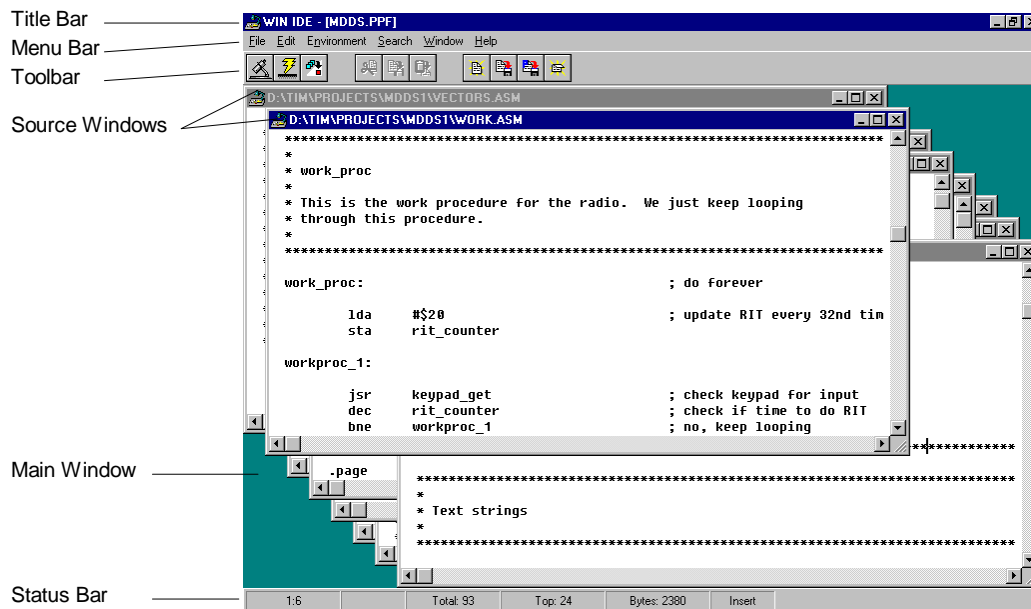 Title Bar
WIN IDE - [MDDS.PPF]
Menu Bar
File Edit Environment Search Window Help
Toolbar
D:\TIM\PROJECTS\MDDS1\VECTORS.ASM
Source Windows
D:\TIM\PROJECTS\MDDS1\WORK.ASM
***************************************************************************
*
* work_proc
*
* This is the work procedure for the radio.  We just keep looping
* through this procedure.
*
***************************************************************************
work_proc: ; do forever
lda #$20 ; update RIT every 32nd tim
sta rit_counter
workproc_1:
jsr keypad_get ; check keypad for input
dec rit_counter ; check if time to do RIT
bne workproc_1 ; no, keep looping
Main Window
.page
***************************************************************************
*
* Text strings
*
***************************************************************************
Status Bar
1:6 Total: 93 Top: 24 Bytes: 2380 Insert